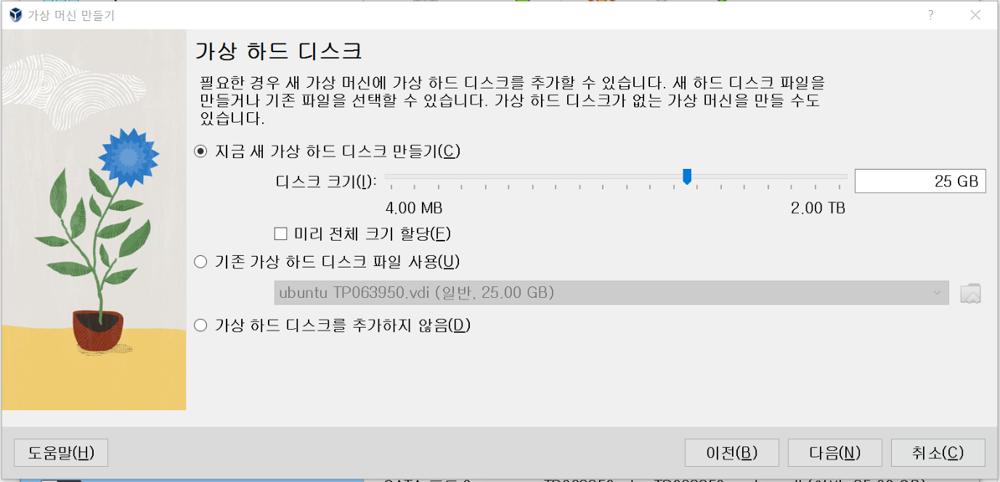 가상 머신 만들기
?
가상 하드 디스크
필요한 경우 새 가상 머신에 가상 하드 디스크를 추가할 수 있습니다. 새 하드 디스크 파일을
만들거나 기존 파일을 선택할 수 있습니다. 가상 하드 디스크가 없는 가상 머신을 만들 수도
있습니다.
지금 새 가상 하드 디스크 만들기(C)
디스크 크기(I): 25 GB
4.00 MB 2.00 TB
미리 전체 크기 할당(F)
기존 가상 하드 디스크 파일 사용(U)
ubuntu TP063950.vdi (일반, 25.00 GB)
가상 하드 디스크를 추가하지 않음(D)
도움말(H) 이전(B) 다음(N) 취소(C)